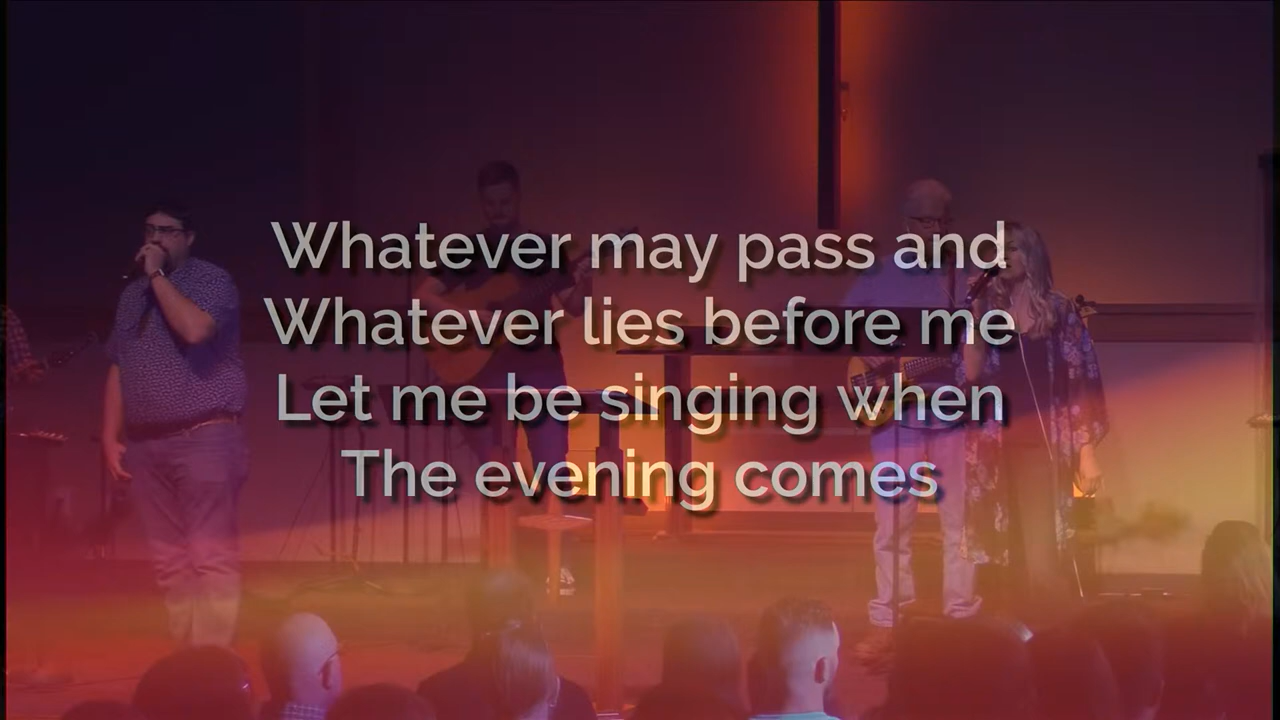 Whatever may pass and
Whatever lies before me
Let me be singing when
The evening comes